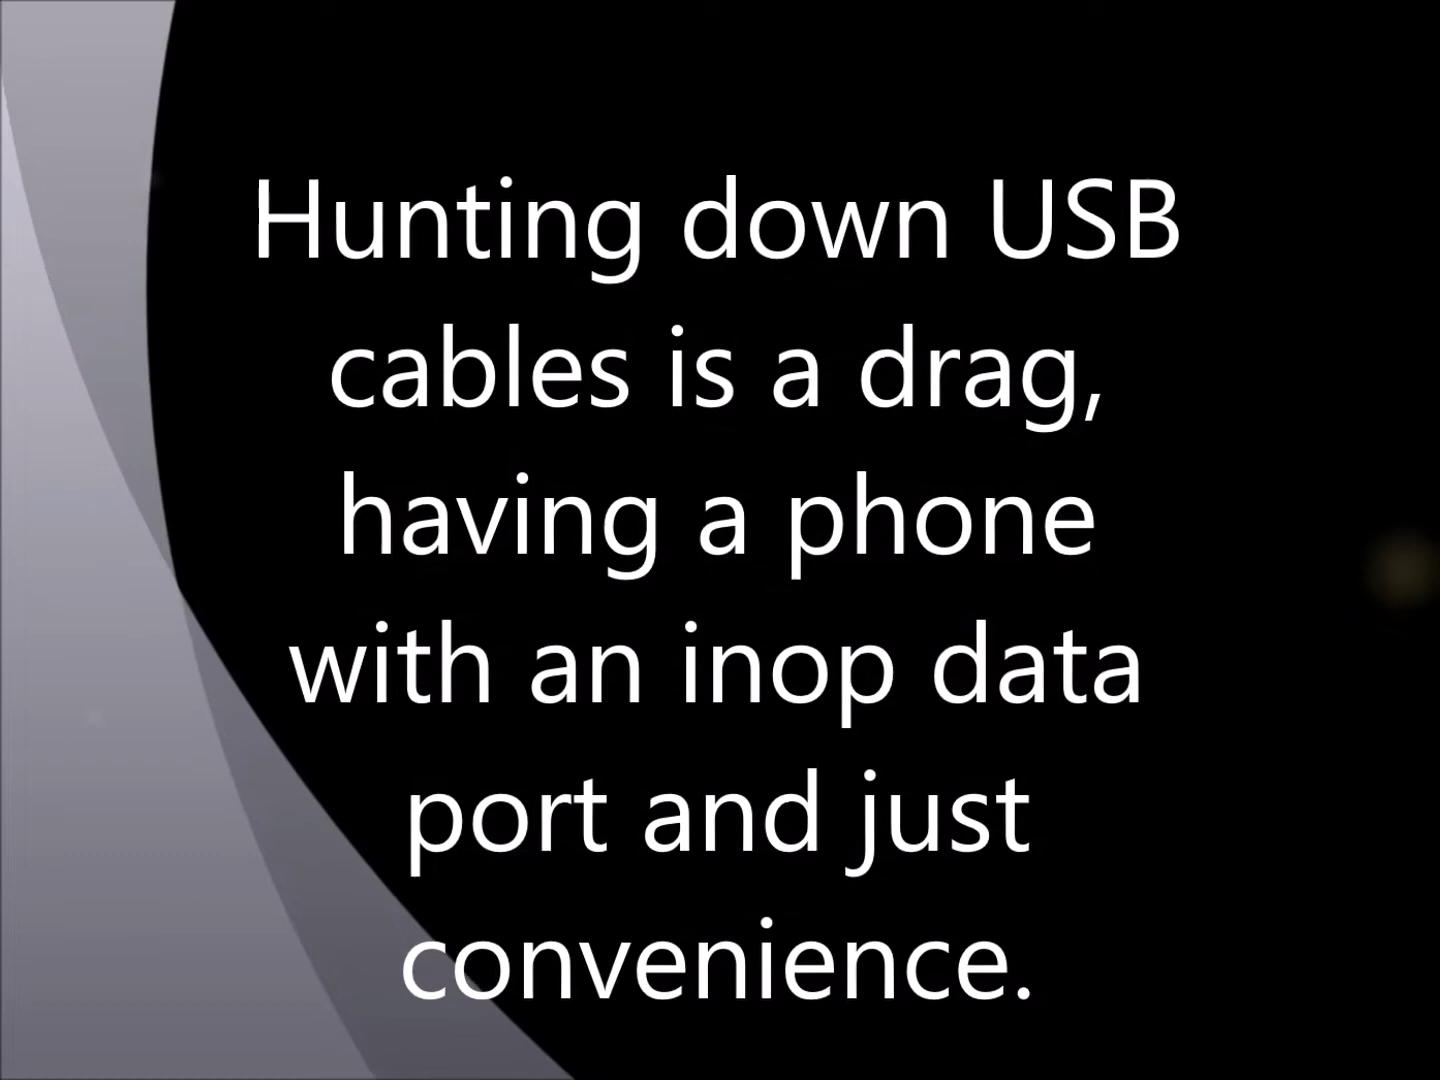 Hunting down USB
cables is a drag,
having a phone
with an inop data
port and just
convenience.